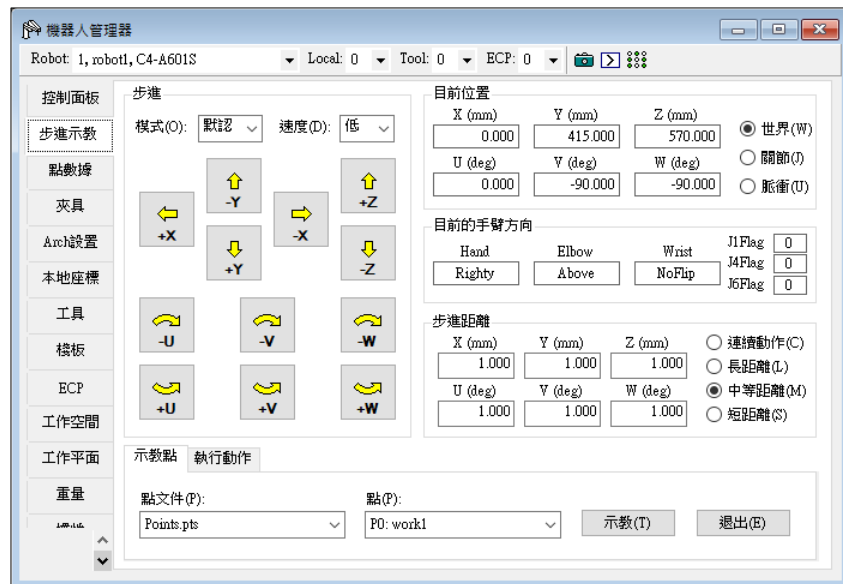 機器人管理器
Robot: 1, robot1, C4-A601S Local: 0 Tool: 0 ECP: 0
控制面板
步進示教
點數據
夾具
Arch設置
本地座標
工具
棧板
ECP
工作空間
工作平面
重量
步進
模式(O): 默認 速度(D): 低
-Y +Z
+X -X
+Y -Z
-U -V -W
+U +V +W
目前位置
X (mm) Y (mm) Z (mm)
0.000 415.000 570.000
U (deg) V (deg) W (deg)
0.000 -90.000 -90.000
世界(W)
關節(J)
脈衝(U)
目前的手臂方向
Hand Elbow Wrist
Righty Above NoFlip
J1Flag 0
J4Flag 0
J6Flag 0
步進距離
X (mm) Y (mm) Z (mm)
1.000 1.000 1.000
U (deg) V (deg) W (deg)
1.000 1.000 1.000
連續動作(C)
長距離(L)
中等距離(M)
短距離(S)
示教點 執行動作
點文件(P): 點(P):
Points.pts P0: work1 示教(T) 退出(E)